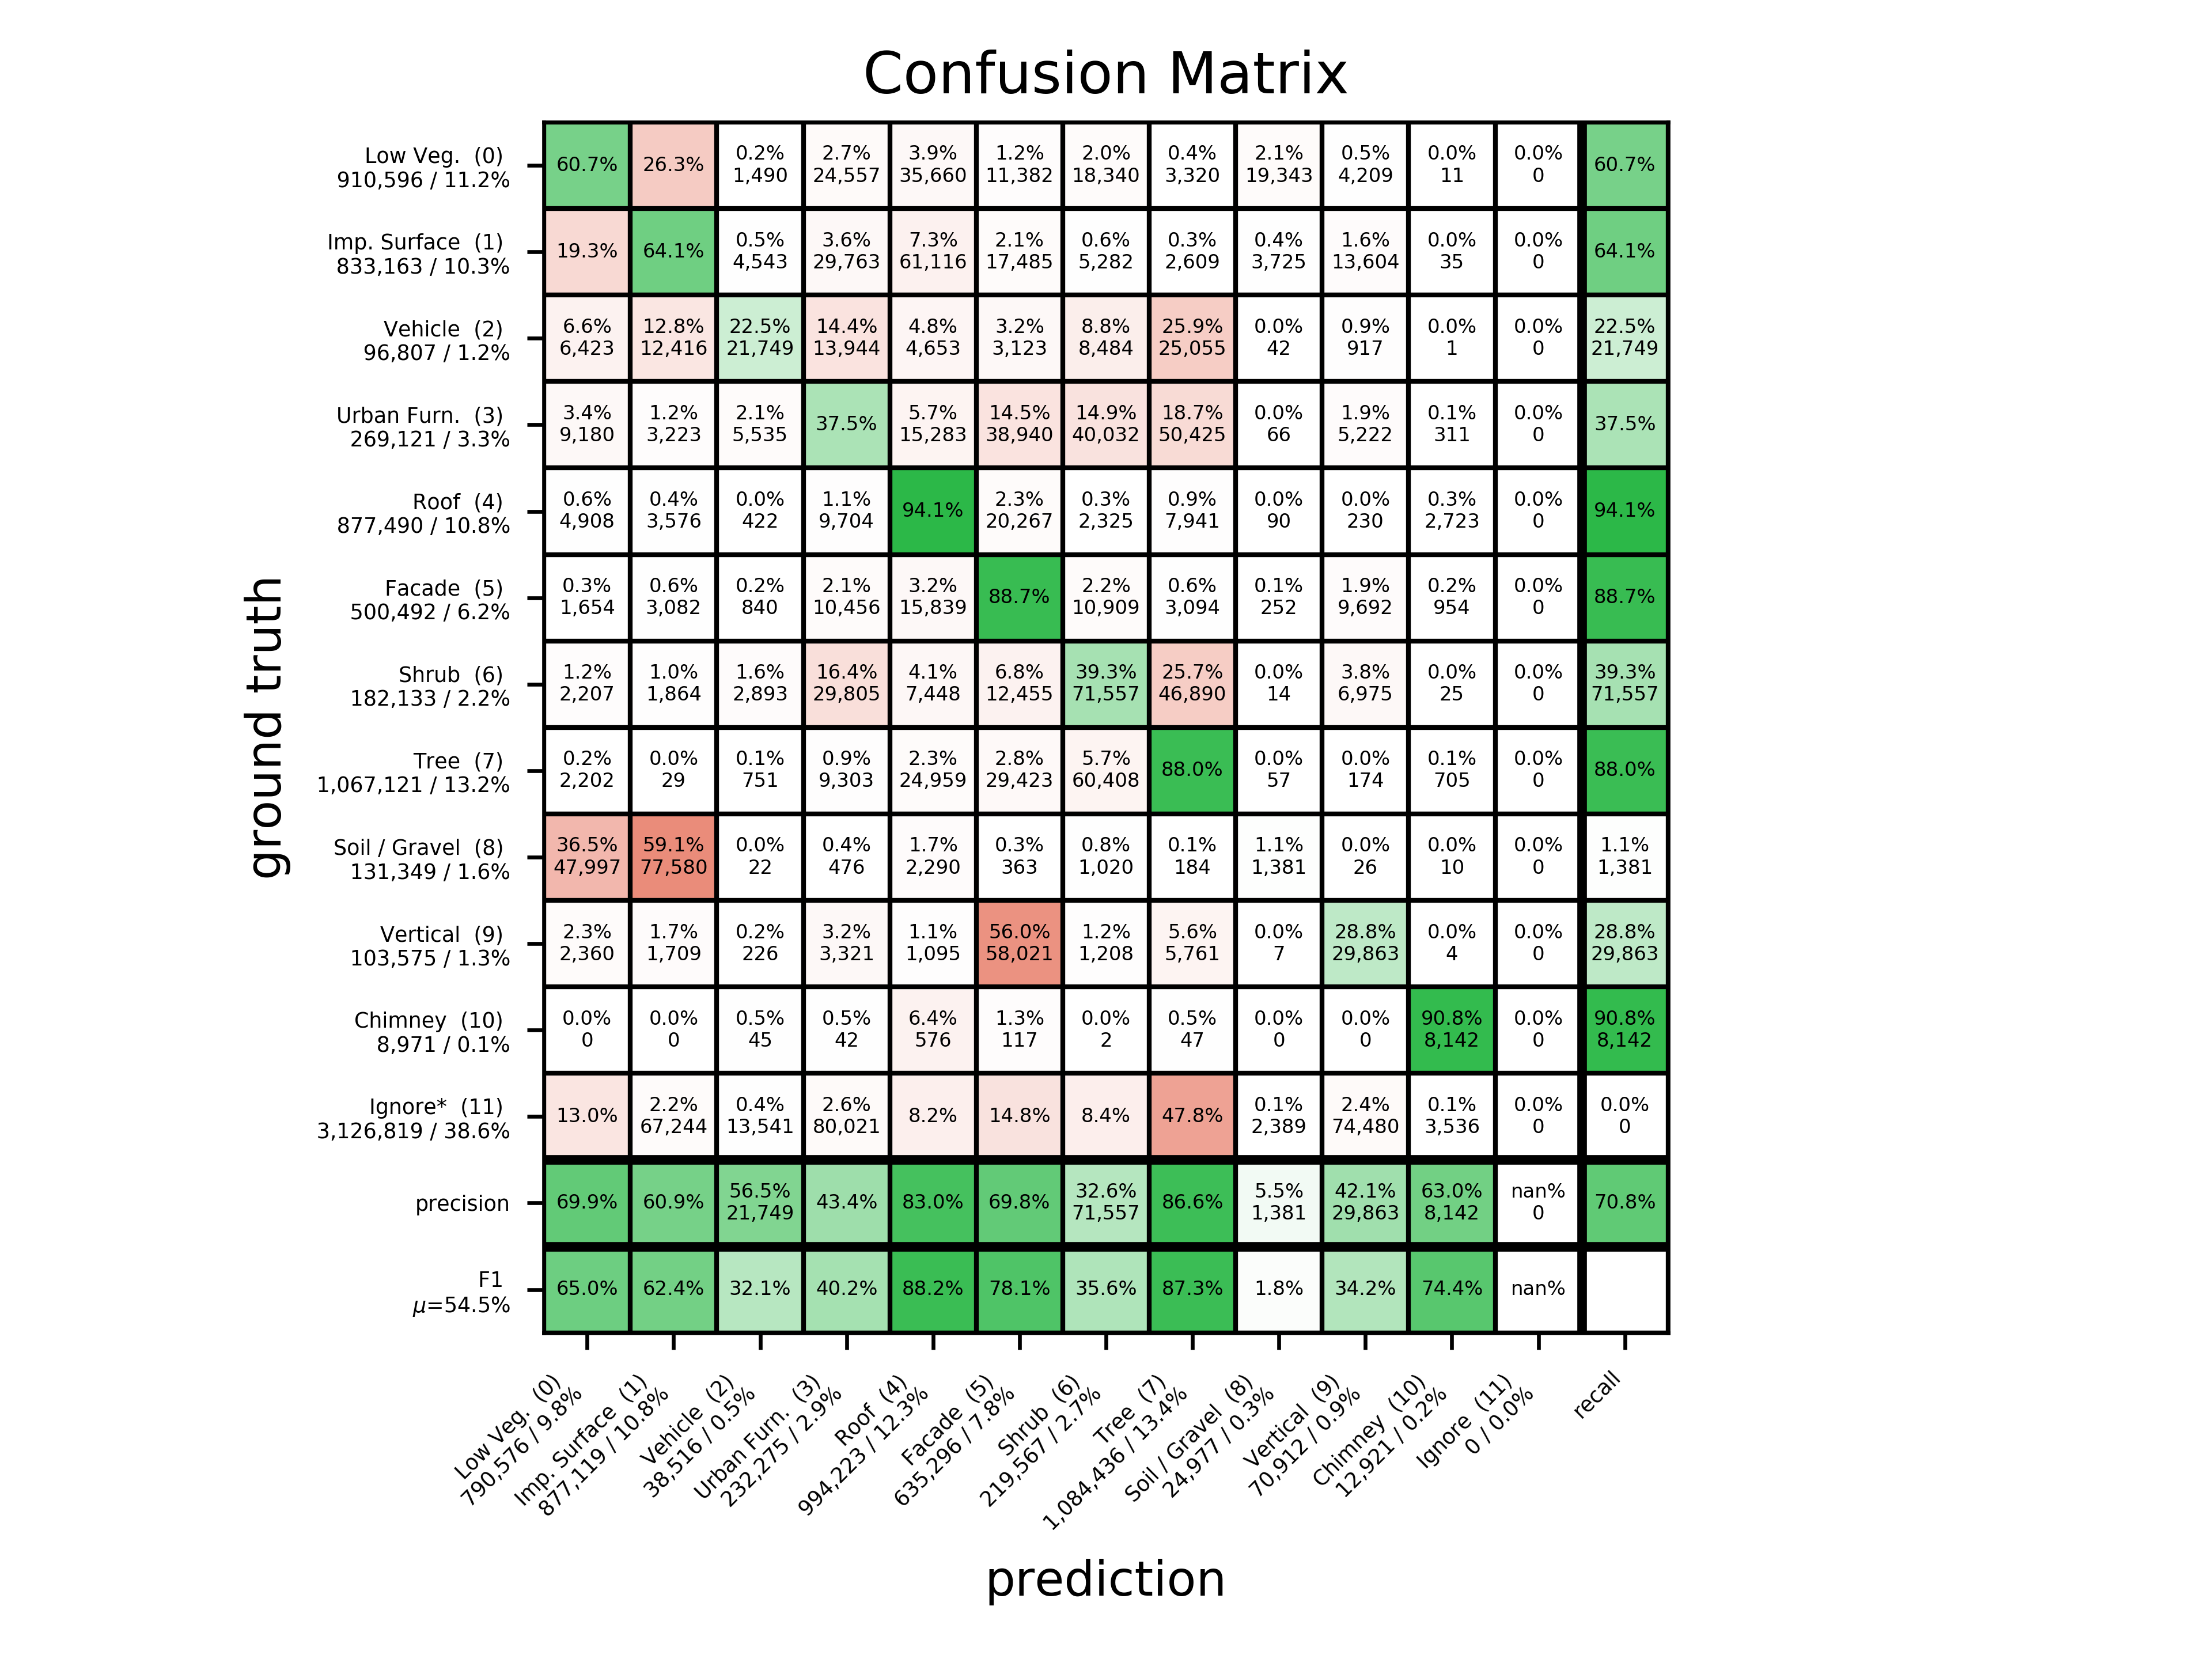 Confusion Matrix
Low Veg. (0)
910,596 / 11.2%
60.7% 26.3% 0.2% 2.7% 3.9% 1.2% 2.0% 0.4% 2.1% 0.5% 0.0% 0.0% 60.7%
1,490 24,557 35,660 11,382 18,340 3,320 19,343 4,209 11 0
Imp. Surface (1)
833,163 / 10.3%
19.3% 64.1% 0.5% 3.6% 7.3% 2.1% 0.6% 0.3% 0.4% 1.6% 0.0% 0.0% 64.1%
4,543 29,763 61,116 17,485 5,282 2,609 3,725 13,604 35 0
Vehicle (2)
96,807 / 1.2%
6.6% 12.8% 22.5% 14.4% 4.8% 3.2% 8.8% 25.9% 0.0% 0.9% 0.0% 0.0% 22.5%
6,423 12,416 21,749 13,944 4,653 3,123 8,484 25,055 42 917 1 0 21,749
Urban Furn. (3)
269,121 / 3.3%
3.4% 1.2% 2.1% 37.5% 5.7% 14.5% 14.9% 18.7% 0.0% 1.9% 0.1% 0.0% 37.5%
9,180 3,223 5,535 15,283 38,940 40,032 50,425 66 5,222 311 0
Roof (4)
877,490 / 10.8%
0.6% 0.4% 0.0% 1.1% 94.1% 2.3% 0.3% 0.9% 0.0% 0.0% 0.3% 0.0% 94.1%
4,908 3,576 422 9,704 20,267 2,325 7,941 90 230 2,723 0
Facade (5)
500,492 / 6.2%
0.3% 0.6% 0.2% 2.1% 3.2% 88.7% 2.2% 0.6% 0.1% 1.9% 0.2% 0.0% 88.7%
1,654 3,082 840 10,456 15,839 10,909 3,094 252 9,692 954 0
Shrub (6)
182,133 / 2.2%
1.2% 1.0% 1.6% 16.4% 4.1% 6.8% 39.3% 25.7% 0.0% 3.8% 0.0% 0.0% 39.3%
2,207 1,864 2,893 29,805 7,448 12,455 71,557 46,890 14 6,975 25 0 71,557
Tree (7)
1,067,121 / 13.2%
0.2% 0.0% 0.1% 0.9% 2.3% 2.8% 5.7% 88.0% 0.0% 0.0% 0.1% 0.0% 88.0%
2,202 29 751 9,303 24,959 29,423 60,408 57 174 705 0
Soil / Gravel (8)
131,349 / 1.6%
36.5% 59.1% 0.0% 0.4% 1.7% 0.3% 0.8% 0.1% 1.1% 0.0% 0.0% 0.0% 1.1%
47,997 77,580 22 476 2,290 363 1,020 184 1,381 26 10 0 1,381
Vertical (9)
103,575 / 1.3%
2.3% 1.7% 0.2% 3.2% 1.1% 56.0% 1.2% 5.6% 0.0% 28.8% 0.0% 0.0% 28.8%
2,360 1,709 226 3,321 1,095 58,021 1,208 5,761 7 29,863 4 0 29,863
Chimney (10)
8,971 / 0.1%
0.0% 0.0% 0.5% 0.5% 6.4% 1.3% 0.0% 0.5% 0.0% 0.0% 90.8% 0.0% 90.8%
0 0 45 42 576 117 2 47 0 0 8,142 0 8,142
Ignore* (11)
3,126,819 / 38.6%
13.0% 2.2% 0.4% 2.6% 8.2% 14.8% 8.4% 47.8% 0.1% 2.4% 0.1% 0.0% 0.0%
67,244 13,541 80,021 2,389 74,480 3,536 0 0
precision
69.9% 60.9% 56.5% 43.4% 83.0% 69.8% 32.6% 86.6% 5.5% 42.1% 63.0% nan% 70.8%
21,749 71,557 1,381 29,863 8,142 0
F1
μ=54.5%
65.0% 62.4% 32.1% 40.2% 88.2% 78.1% 35.6% 87.3% 1.8% 34.2% 74.4% nan%
ground truth
Low Veg. (0)
790,576 / 9.8%
Imp. Surface (1)
877,119 / 10.8%
Vehicle (2)
38,516 / 0.5%
Urban Furn. (3)
232,275 / 2.9%
Roof (4)
994,223 / 12.3%
Facade (5)
635,296 / 7.8%
Shrub (6)
219,567 / 2.7%
Tree (7)
1,084,436 / 13.4%
Soil / Gravel (8)
24,977 / 0.3%
Vertical (9)
70,912 / 0.9%
Chimney (10)
12,921 / 0.2%
Ignore (11)
0 / 0.0%
recall
prediction